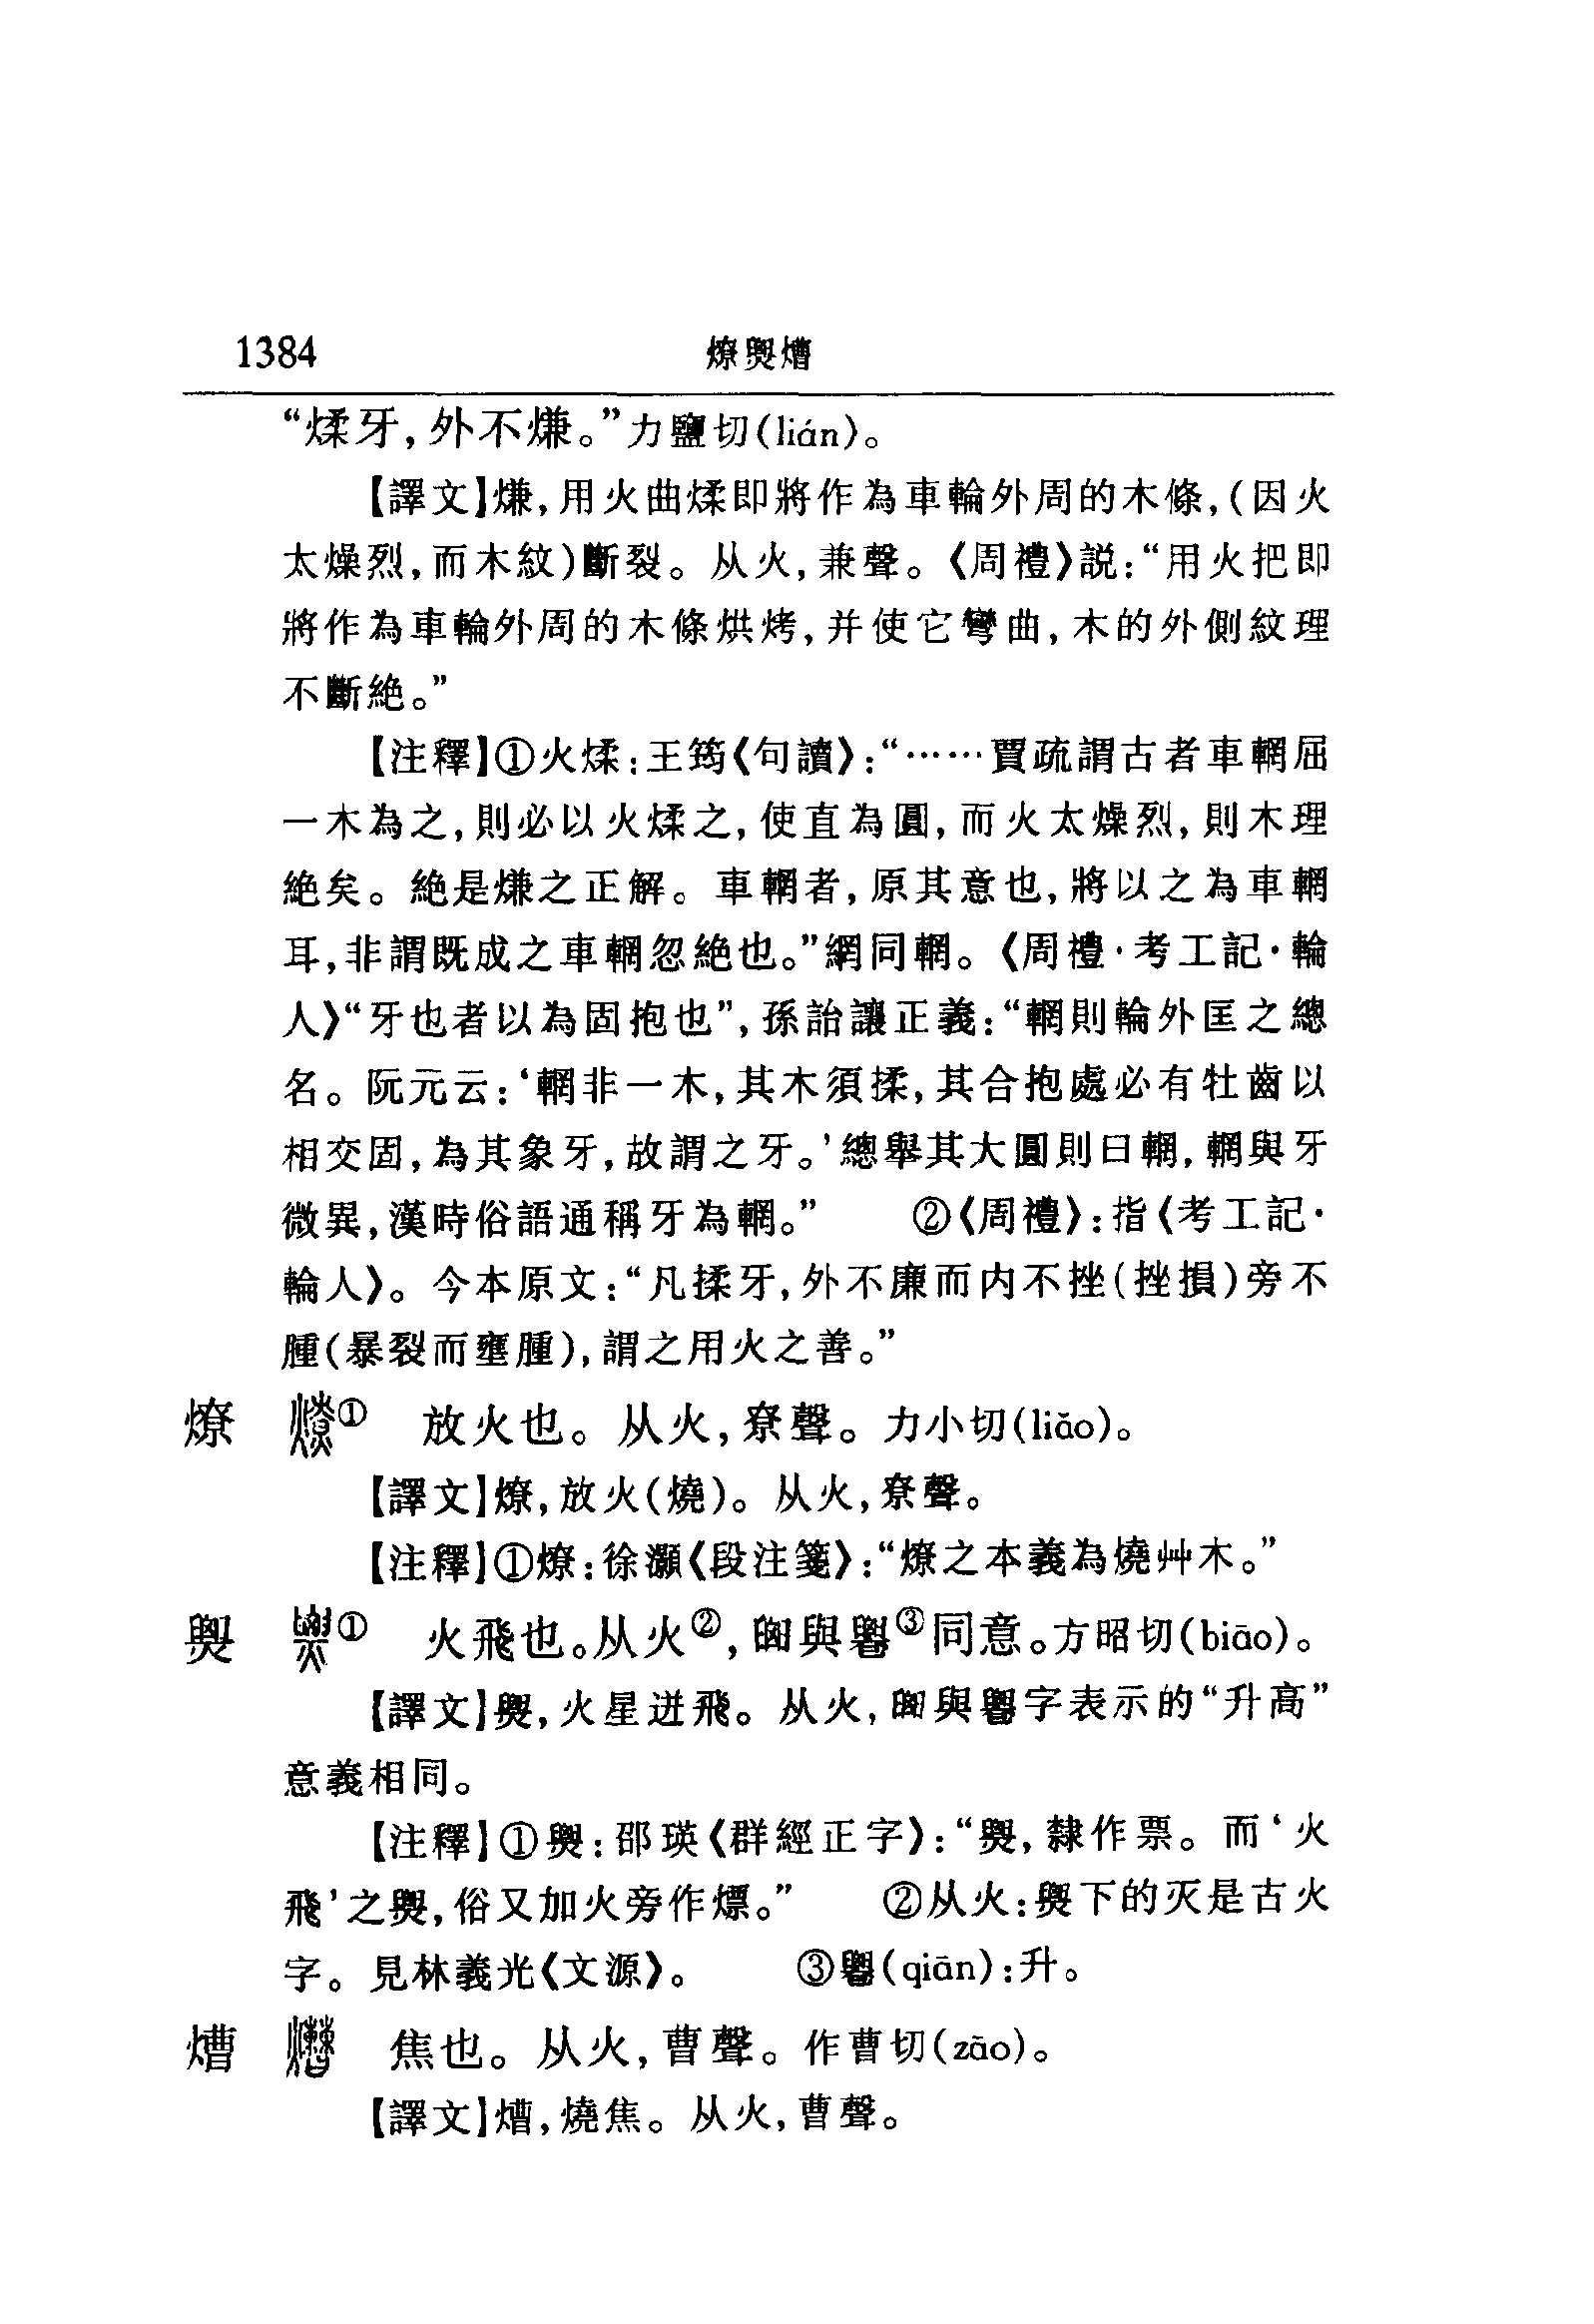 1384 燎㷠熷
“煣牙，外不熑。”力鹽切(lián)。
【譯文】熑，用火曲煣即將作為車輪外周的木條，(因火
太燥烈，而木紋)斷裂。从火，兼聲。《周禮》説：“用火把即
將作為車輪外周的木條烘烤，并使它彎曲，木的外側紋理
不斷絶。”
【注釋】①火煣：王筠《句讀》：“……賈疏謂古者車輞屈
一木為之，則必以火煣之，使直為圓，而火太燥烈，則木理
絶矣。絶是熑之正解。車輞者，原其意也，將以之為車輞
耳，非謂既成之車輞忽絶也。”網同輞。《周禮·考工記·輪
人》“牙也者以為固抱也”，孫詒讓正義：“輞則輪外匡之總
名。阮元云：‘輞非一木，其木須揉，其合抱處必有牡齒以
相交固，為其象牙，故謂之牙。’總舉其大圓則曰輞，輞與牙
微異，漢時俗語通稱牙為輞。” ②《周禮》：指《考工記·
輪人》。今本原文：“凡揉牙，外不廉而内不挫(挫損)旁不
腫(暴裂而壅腫)，謂之用火之善。”
燎 ① 放火也。从火，尞聲。力小切(liǎo)。
【譯文】燎，放火(燒)。从火，尞聲。
【注釋】①燎：徐灝《段注箋》：“燎之本義為燒艸木。”
㷠 ① 火飛也。从火②，𦥑與䙴③同意。方昭切(biāo)。
【譯文】㷠，火星迸飛。从火，𦥑與䙴字表示的“升高”
意義相同。
【注釋】①㷠：邵瑛《群經正字》：“㷠，隸作票。而‘火
飛’之㷠，俗又加火旁作熛。” ②从火：㷠下的灭是古火
字。見林義光《文源》。 ③䙴(qiān)：升。
熷 焦也。从火，曹聲。作曹切(zāo)。
【譯文】熷，燒焦。从火，曹聲。